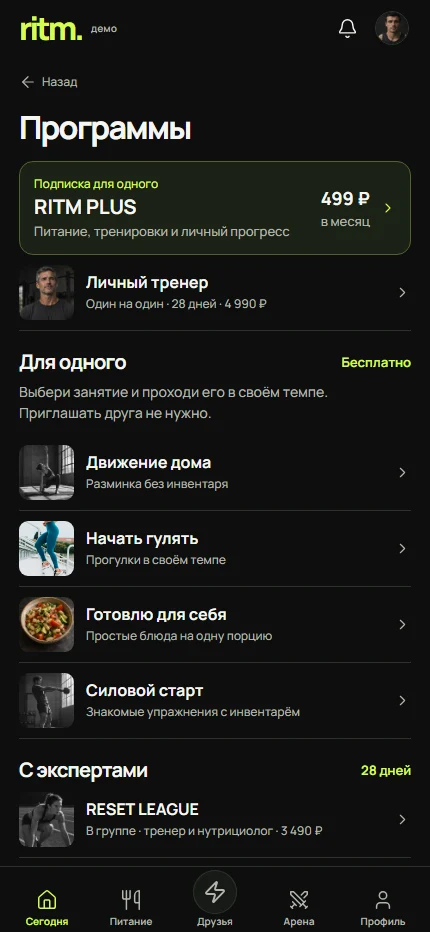 ritm. демо
Назад
Программы
Подписка для одного
RITM PLUS
Питание, тренировки и личный прогресс
499 ₽
в месяц
Личный тренер
Один на один · 28 дней · 4 990 ₽
Для одного
Бесплатно
Выбери занятие и проходи его в своём темпе.
Приглашать друга не нужно.
Движение дома
Разминка без инвентаря
Начать гулять
Прогулки в своём темпе
Готовлю для себя
Простые блюда на одну порцию
Силовой старт
Знакомые упражнения с инвентарём
С экспертами
28 дней
RESET LEAGUE
В группе · тренер и нутрициолог · 3 490 ₽
Сегодня
Питание
Друзья
Арена
Профиль